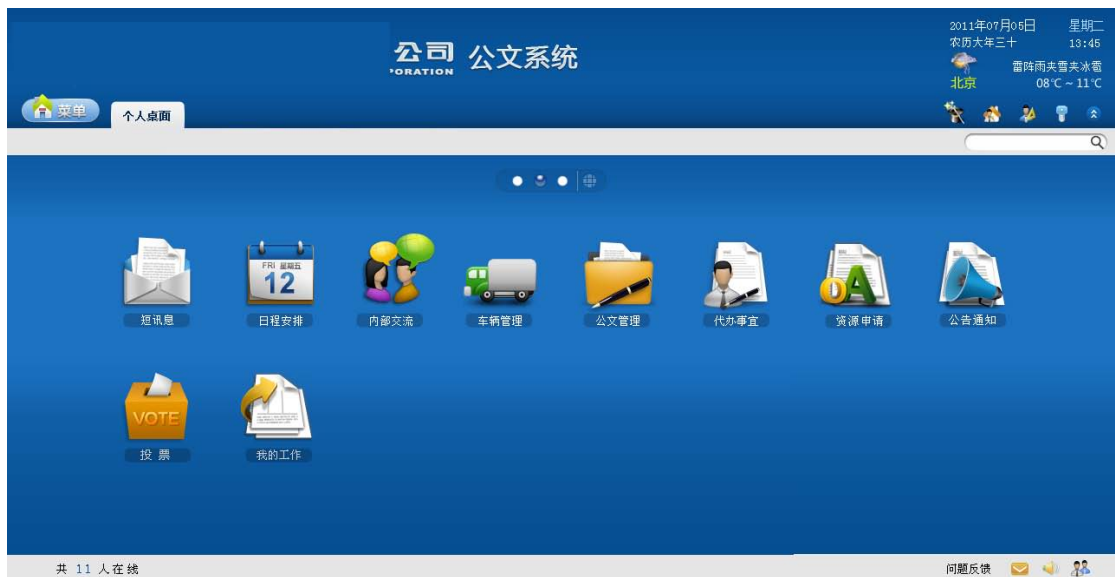 公司 公文系统
PORATION
2011年07月05日 星期二
农历大年三十 13:45
雷阵雨夹雪夹冰雹
北京 08℃ ~ 11℃
菜单 个人桌面
FRI 星期五
12
OA
短讯息 日程安排 内部交流 车辆管理 公文管理 代办事宜 资源申请 公告通知
VOTE
投 票 我的工作
共 11 人在线 问题反馈